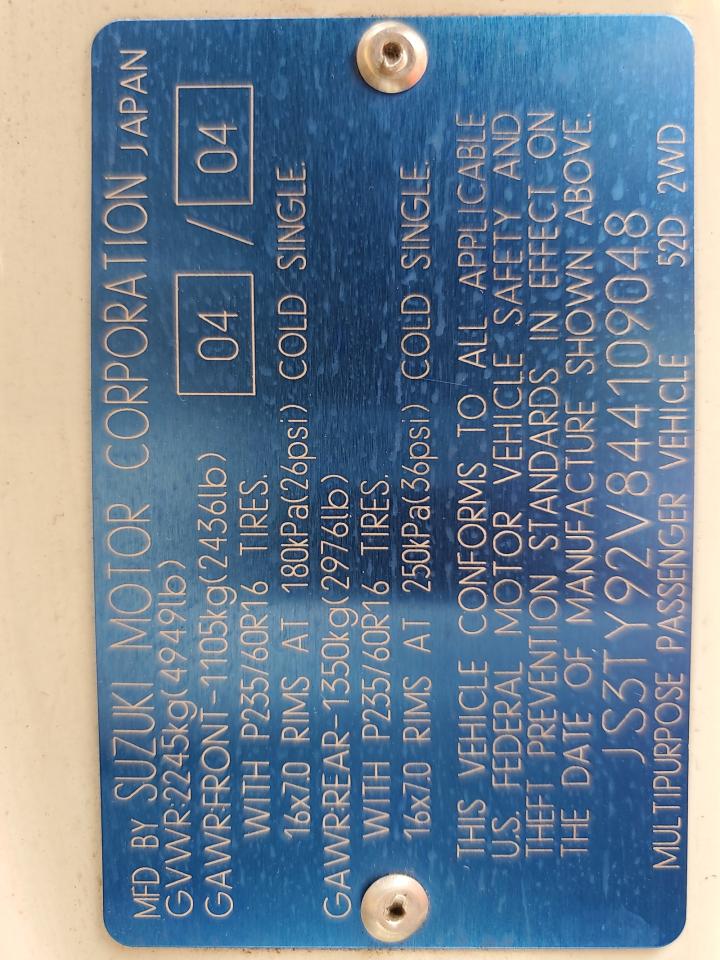 MFD BY SUZUKI MOTOR CORPORATION JAPAN
GVWR:2245kg(4949lb) 04 / 04
GAWR:FRONT-1105kg(2436lb)
WITH P235/60R16 TIRES.
16x7.0 RIMS AT 180kPa(26psi) COLD SINGLE.
GAWR:REAR-1350kg(2976lb)
WITH P235/60R16 TIRES.
16x7.0 RIMS AT 250kPa(36psi) COLD SINGLE.
THIS VEHICLE CONFORMS TO ALL APPLICABLE
U.S. FEDERAL MOTOR VEHICLE SAFETY AND
THEFT PREVENTION STANDARDS IN EFFECT ON
THE DATE OF MANUFACTURE SHOWN ABOVE.
JS3TY92V844109048
MULTIPURPOSE PASSENGER VEHICLE 52D 2WD